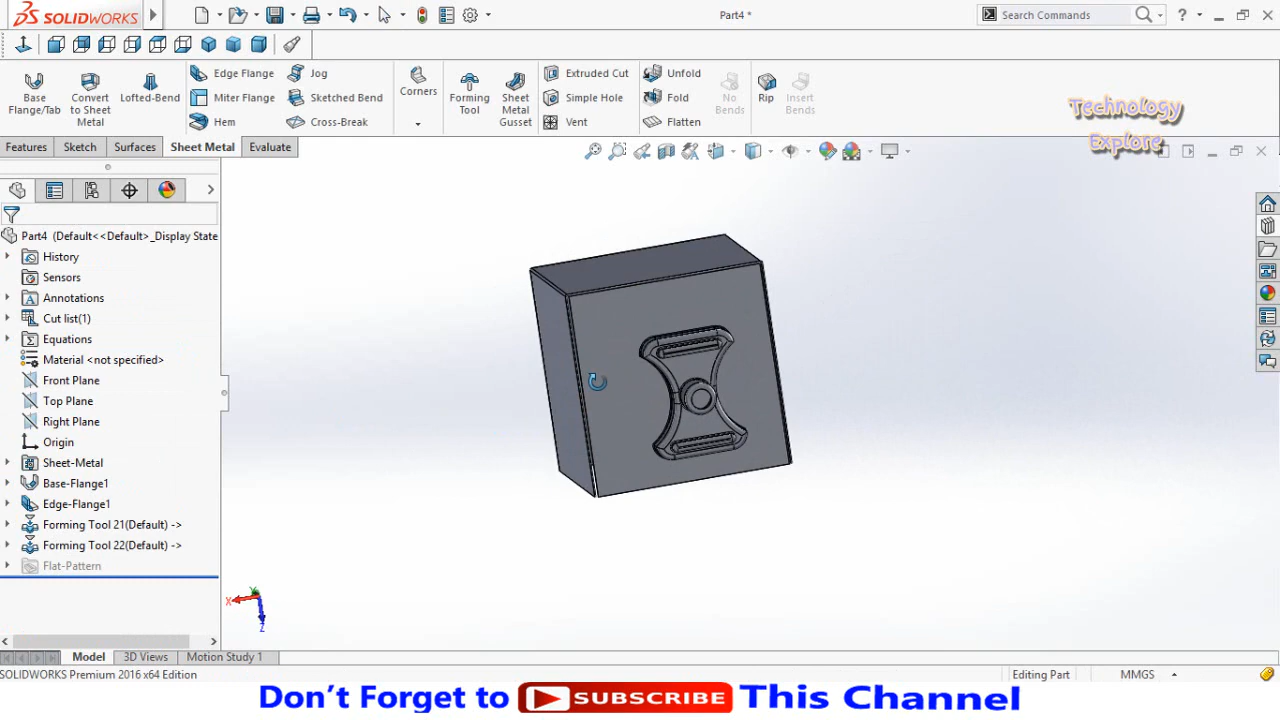 SOLIDWORKS
Part4 *
Search Commands
?
Base Flange/Tab
Convert to Sheet Metal
Lofted-Bend
Edge Flange
Miter Flange
Hem
Jog
Sketched Bend
Cross-Break
Corners
Forming Tool
Sheet Metal Gusset
Extruded Cut
Simple Hole
Vent
Unfold
Fold
Flatten
No Bends
Rip
Insert Bends
Technology
Explore
Features
Sketch
Surfaces
Sheet Metal
Evaluate
Part4 (Default<<Default>_Display State
History
Sensors
Annotations
Cut list(1)
Equations
Material <not specified>
Front Plane
Top Plane
Right Plane
Origin
Sheet-Metal
Base-Flange1
Edge-Flange1
Forming Tool 21(Default) ->
Forming Tool 22(Default) ->
Flat-Pattern
X
Y
Z
Model
3D Views
Motion Study 1
SOLIDWORKS Premium 2016 x64 Edition
Editing Part
MMGS
Don't Forget to SUBSCRIBE This Channel